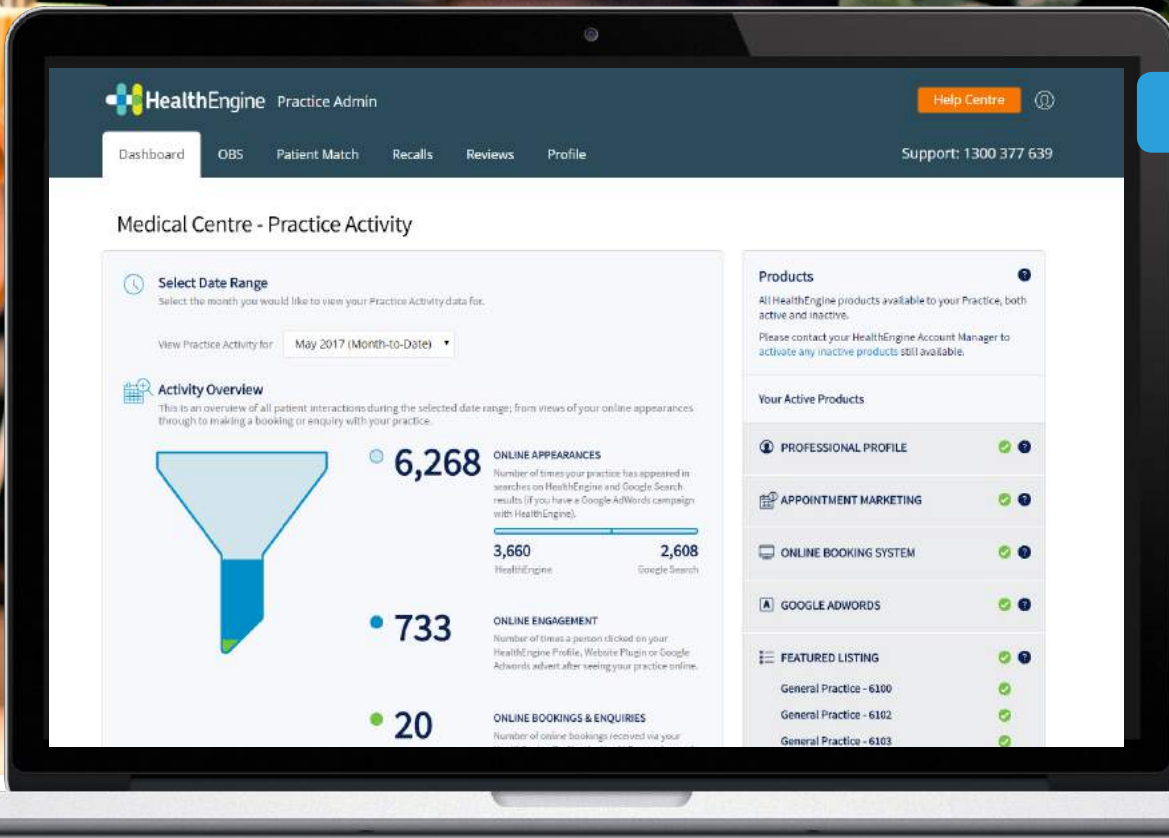 HealthEngine Practice Admin
Help Centre
Dashboard OBS Patient Match Recalls Reviews Profile
Support: 1300 377 639
Medical Centre - Practice Activity
Select Date Range
Select the month you would like to view your Practice Activity data for.
View Practice Activity for May 2017 (Month-to-Date)
Activity Overview
This is an overview of all patient interactions during the selected date range; from views of your online appearances
through to making a booking or enquiry with your practice.
6,268
ONLINE APPEARANCES
Number of times your practice has appeared in
searches on HealthEngine and Google Search
results (if you have a Google AdWords campaign
with HealthEngine).
3,660 2,608
HealthEngine Google Search
733
ONLINE ENGAGEMENT
Number of times a person clicked on your
HealthEngine Profile, Website Plugin or Google
Adwords advert after seeing your practice online.
20
ONLINE BOOKINGS & ENQUIRIES
Number of online bookings received via your
Products
All HealthEngine products available to your Practice, both
active and inactive.
Please contact your HealthEngine Account Manager to
activate any inactive products still available.
Your Active Products
PROFESSIONAL PROFILE
APPOINTMENT MARKETING
ONLINE BOOKING SYSTEM
GOOGLE ADWORDS
FEATURED LISTING
General Practice - 6100
General Practice - 6102
General Practice - 6103